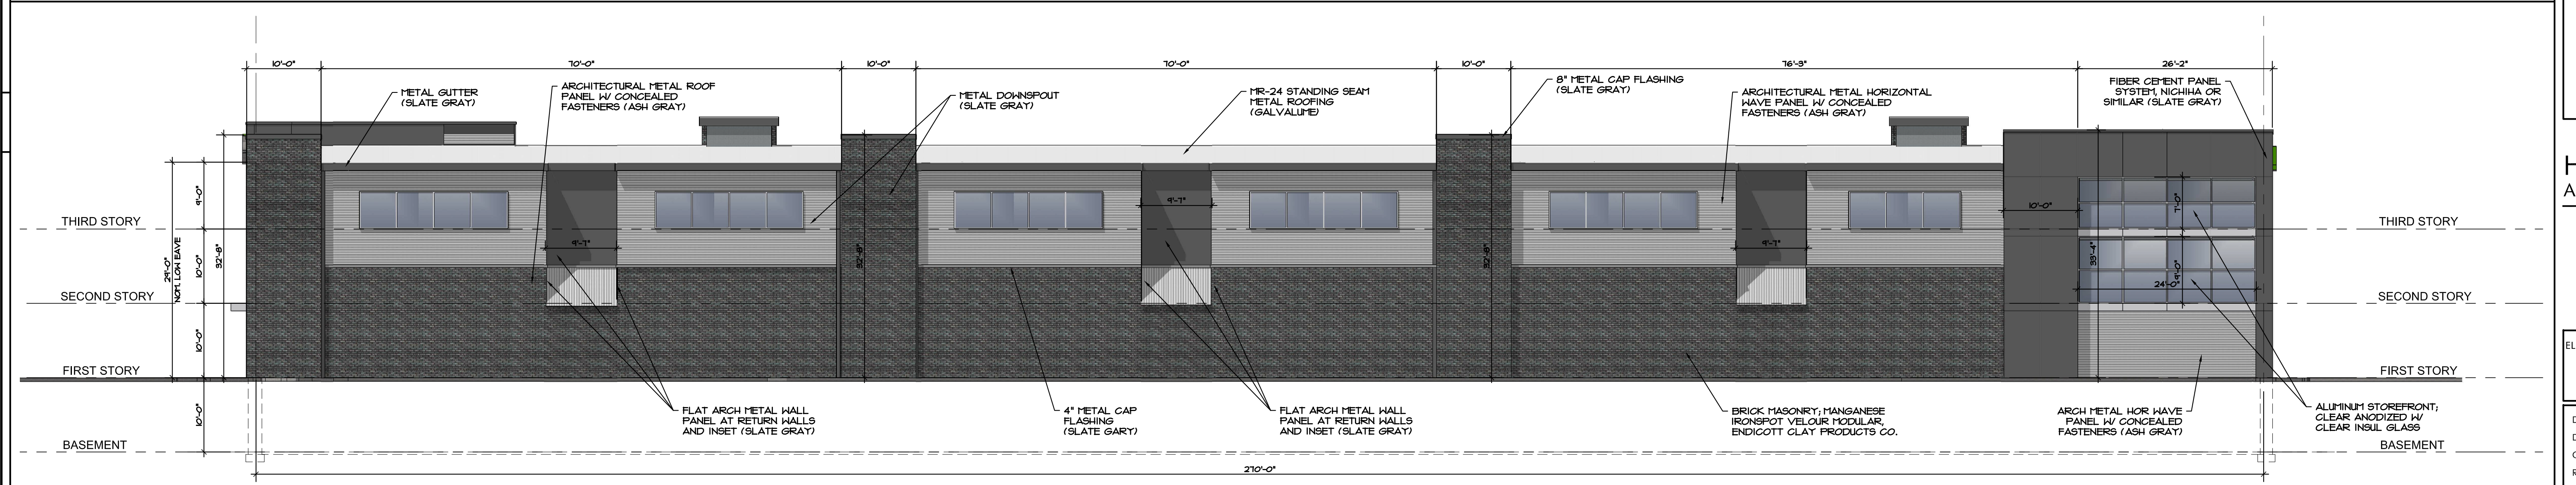 10'-0"
70'-0"
10'-0"
70'-0"
10'-0"
76'-3"
26'-2"
METAL GUTTER
(SLATE GRAY)
ARCHITECTURAL METAL ROOF
PANEL W/ CONCEALED
FASTENERS (ASH GRAY)
METAL DOWNSPOUT
(SLATE GRAY)
MR-24 STANDING SEAM
METAL ROOFING
(GALVALUME)
8" METAL CAP FLASHING
(SLATE GRAY)
ARCHITECTURAL METAL HORIZONTAL
WAVE PANEL W/ CONCEALED
FASTENERS (ASH GRAY)
FIBER CEMENT PANEL
SYSTEM, NICHIHA OR
SIMILAR (SLATE GRAY)
THIRD STORY
SECOND STORY
FIRST STORY
BASEMENT
29'-0"
NOM. LOW EAVE
9'-0"
10'-0"
10'-0"
10'-0"
32'-8"
9'-7"
32'-8"
9'-7"
32'-8"
9'-7"
10'-0"
33'-4"
7'-0"
9'-0"
24'-0"
THIRD STORY
SECOND STORY
FIRST STORY
BASEMENT
FLAT ARCH METAL WALL
PANEL AT RETURN WALLS
AND INSET (SLATE GRAY)
4" METAL CAP
FLASHING
(SLATE GARY)
FLAT ARCH METAL WALL
PANEL AT RETURN WALLS
AND INSET (SLATE GRAY)
BRICK MASONRY; MANGANESE
IRONSPOT VELOUR MODULAR,
ENDICOTT CLAY PRODUCTS CO.
ARCH METAL HOR WAVE
PANEL W/ CONCEALED
FASTENERS (ASH GRAY)
ALUMINUM STOREFRONT;
CLEAR ANODIZED W/
CLEAR INSUL GLASS
270'-0"